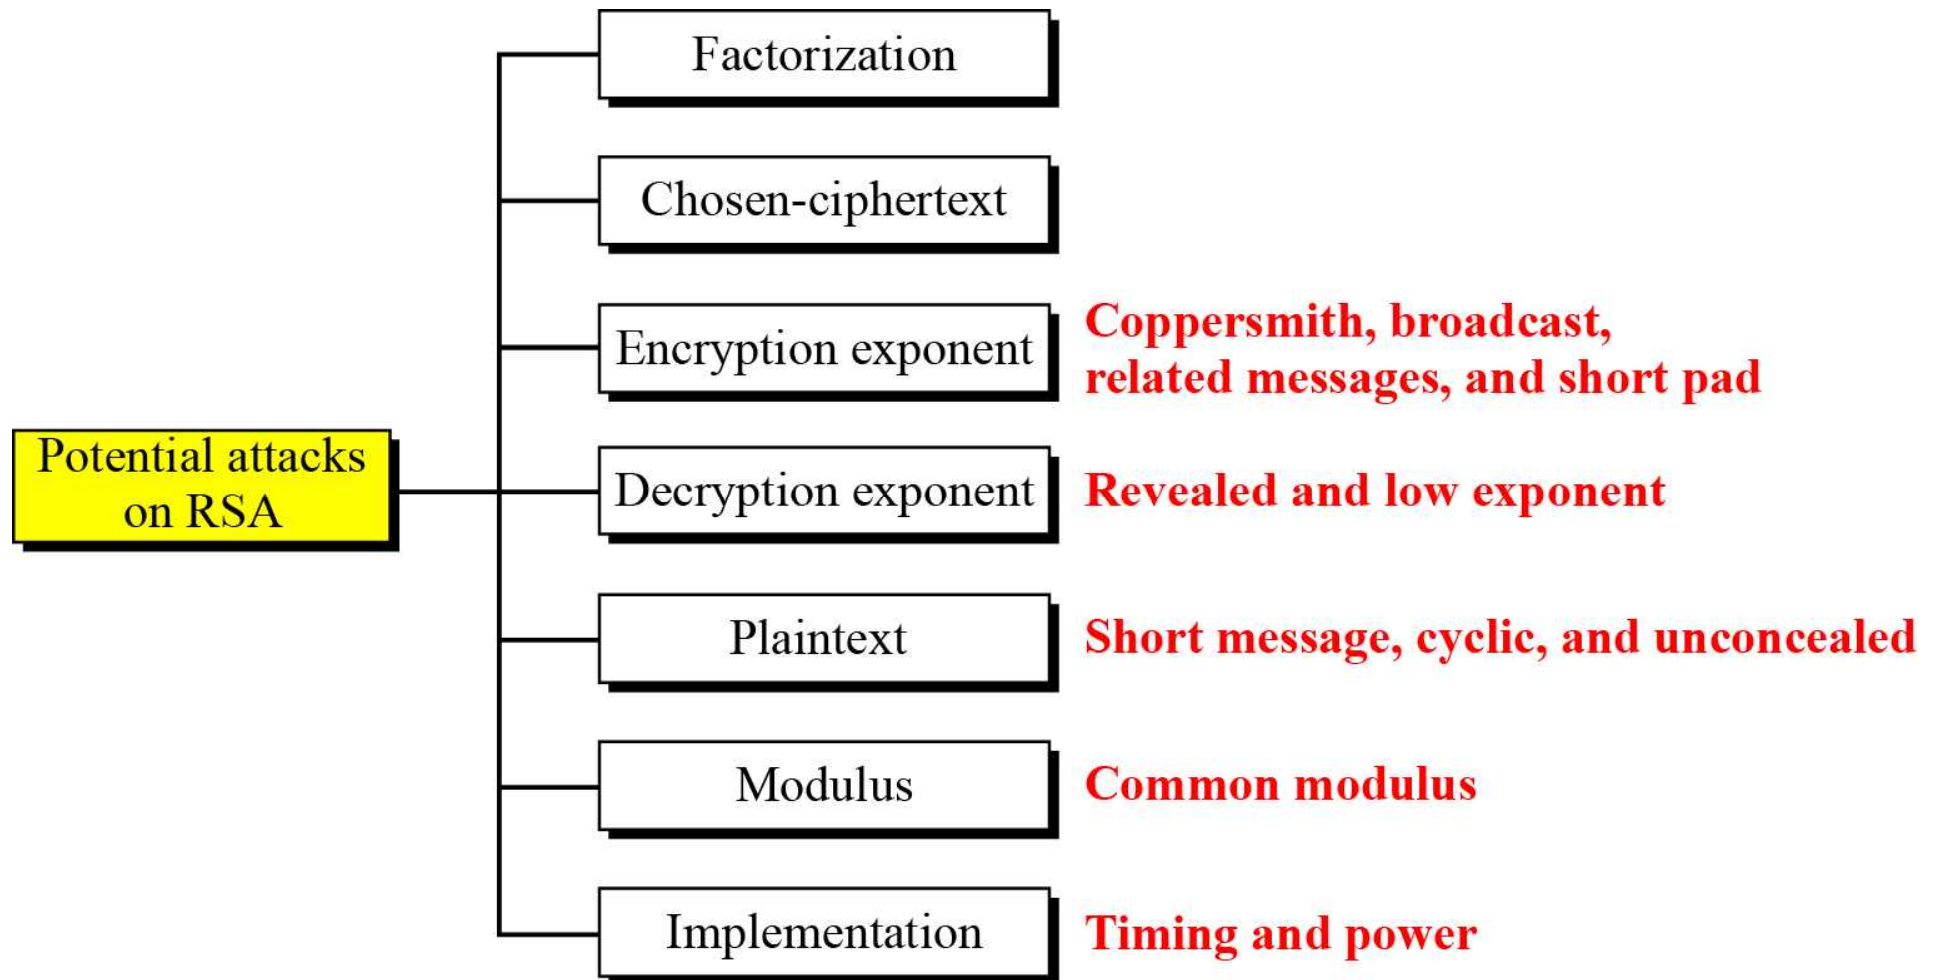 Factorization
Chosen-ciphertext
Encryption exponent
Coppersmith, broadcast,
related messages, and short pad
Potential attacks
on RSA
Decryption exponent
Revealed and low exponent
Plaintext
Short message, cyclic, and unconcealed
Modulus
Common modulus
Implementation
Timing and power